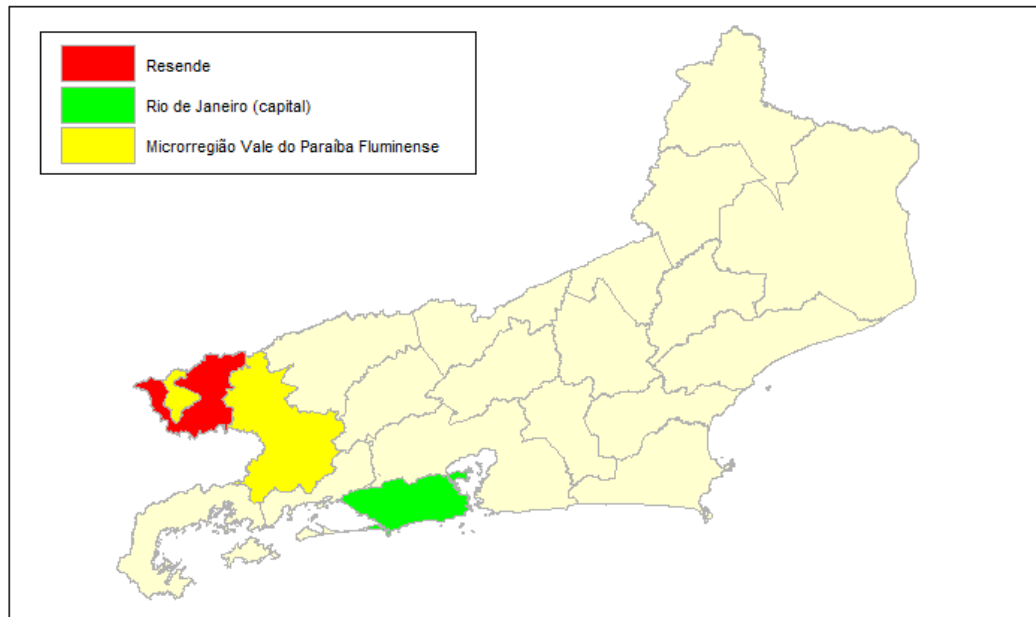 Resende
Rio de Janeiro (capital)
Microrregião Vale do Paraíba Fluminense